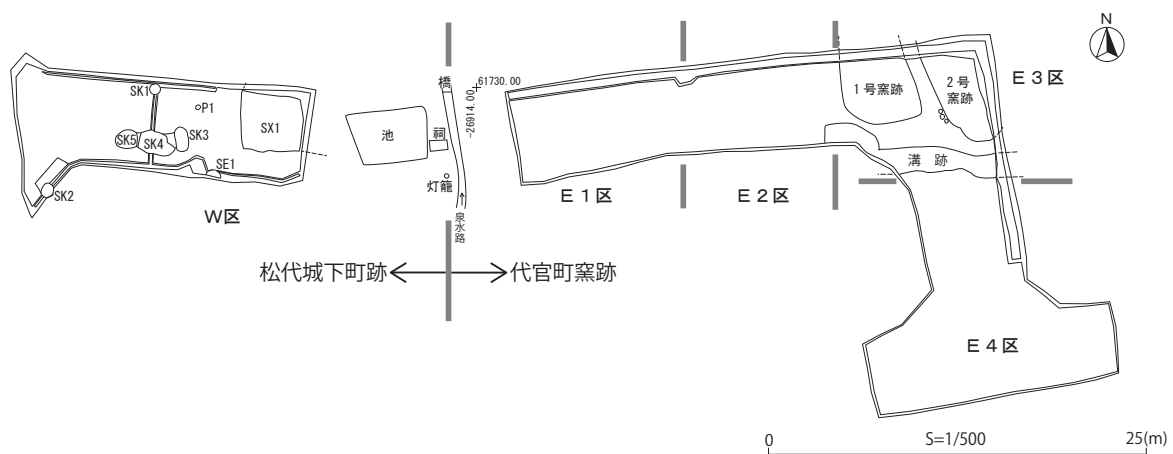 N
E3区
橋
61730.00
-26914.00
SK1
P1
1号窯跡
2号
窯跡
SX1
池
祠
SK5
SK4
SK3
SE1
溝跡
灯籠
SK2
E1区
E2区
泉水路
W区
松代城下町跡
代官町窯跡
E4区
0
S=1/500
25(m)